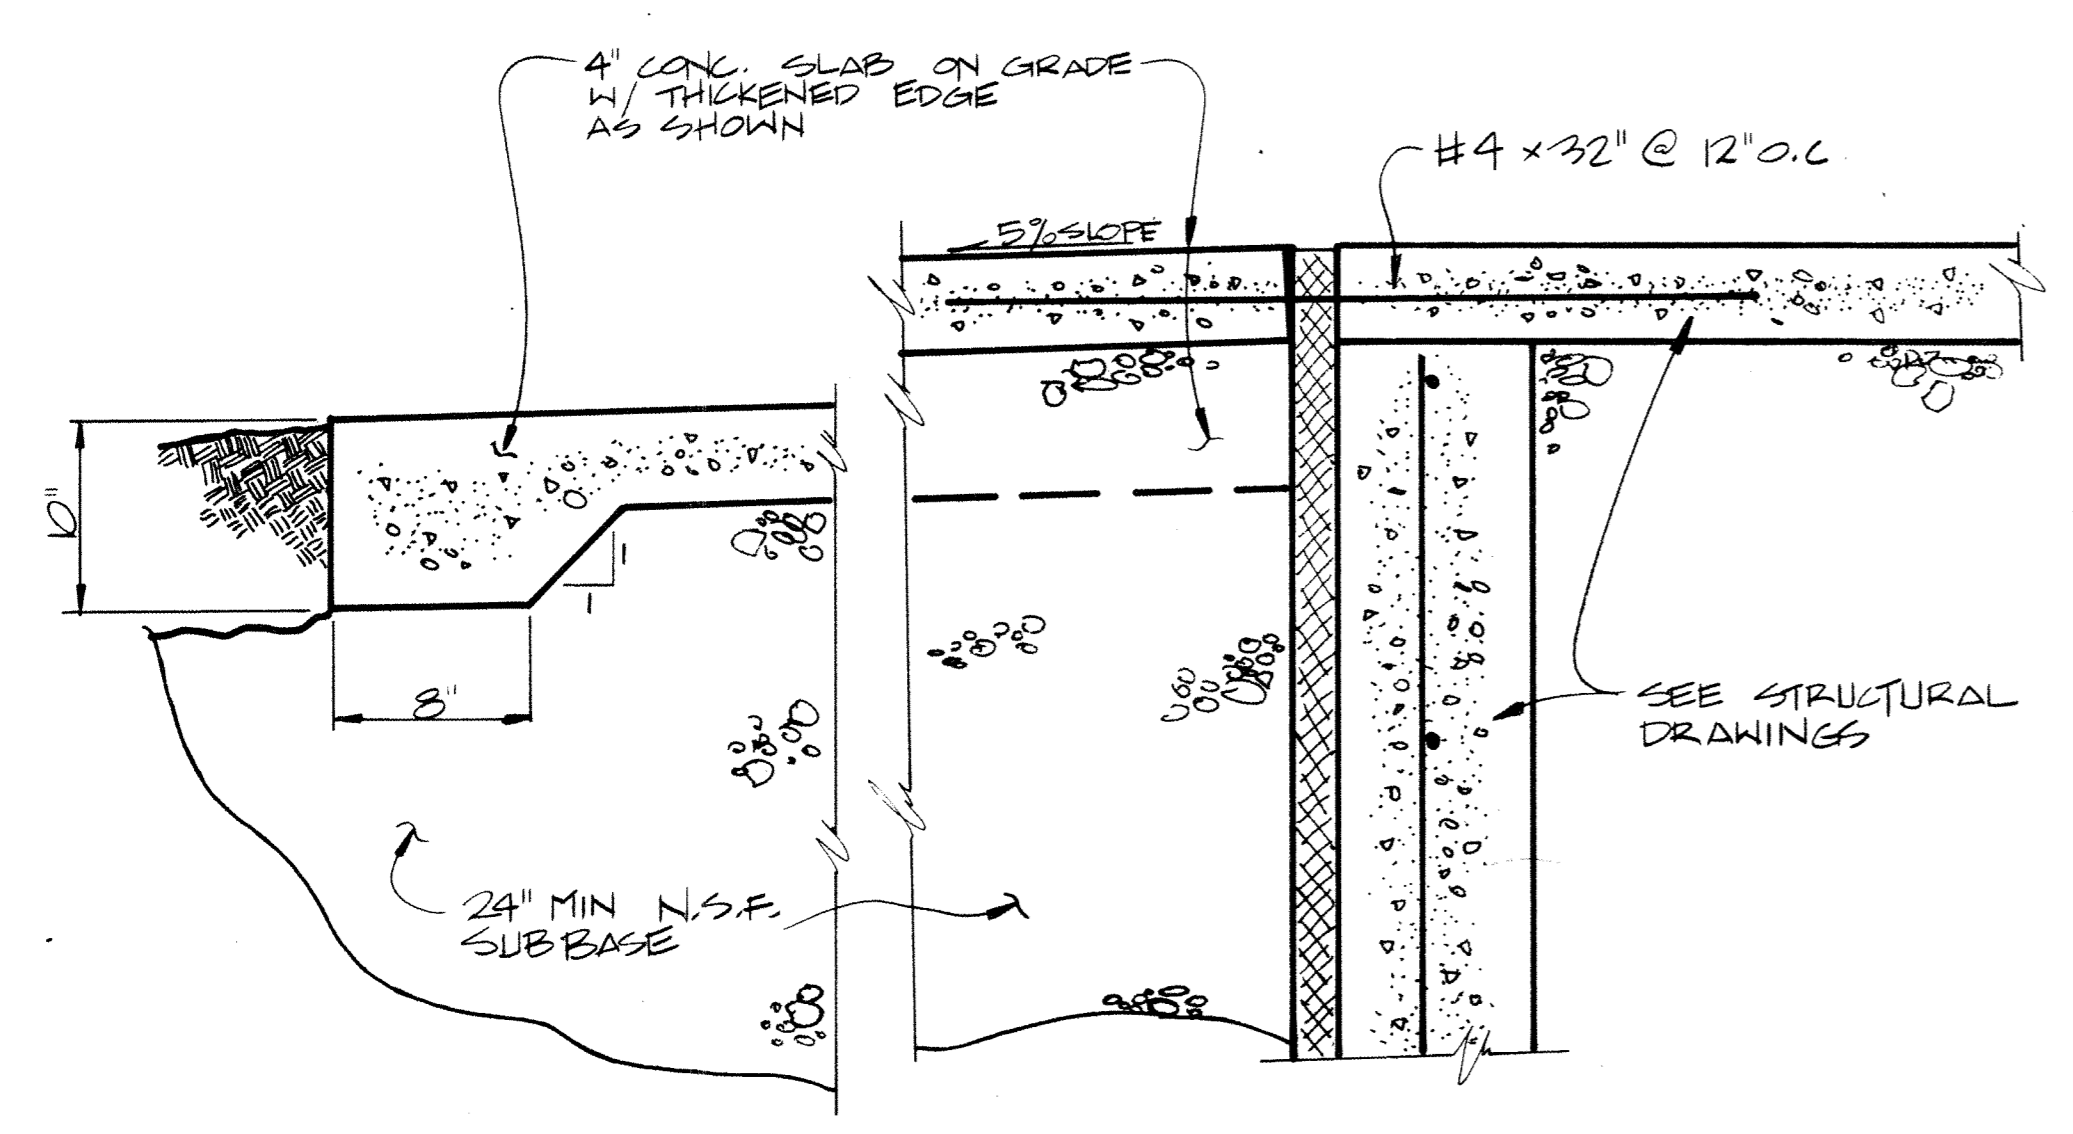 4" CONC. SLAB ON GRADE
W/ THICKENED EDGE
AS SHOWN
#4 x 32" @ 12" O.C
5% SLOPE
10"
1
1
8"
SEE STRUCTURAL
DRAWINGS
24" MIN N.S.F.
SUBBASE